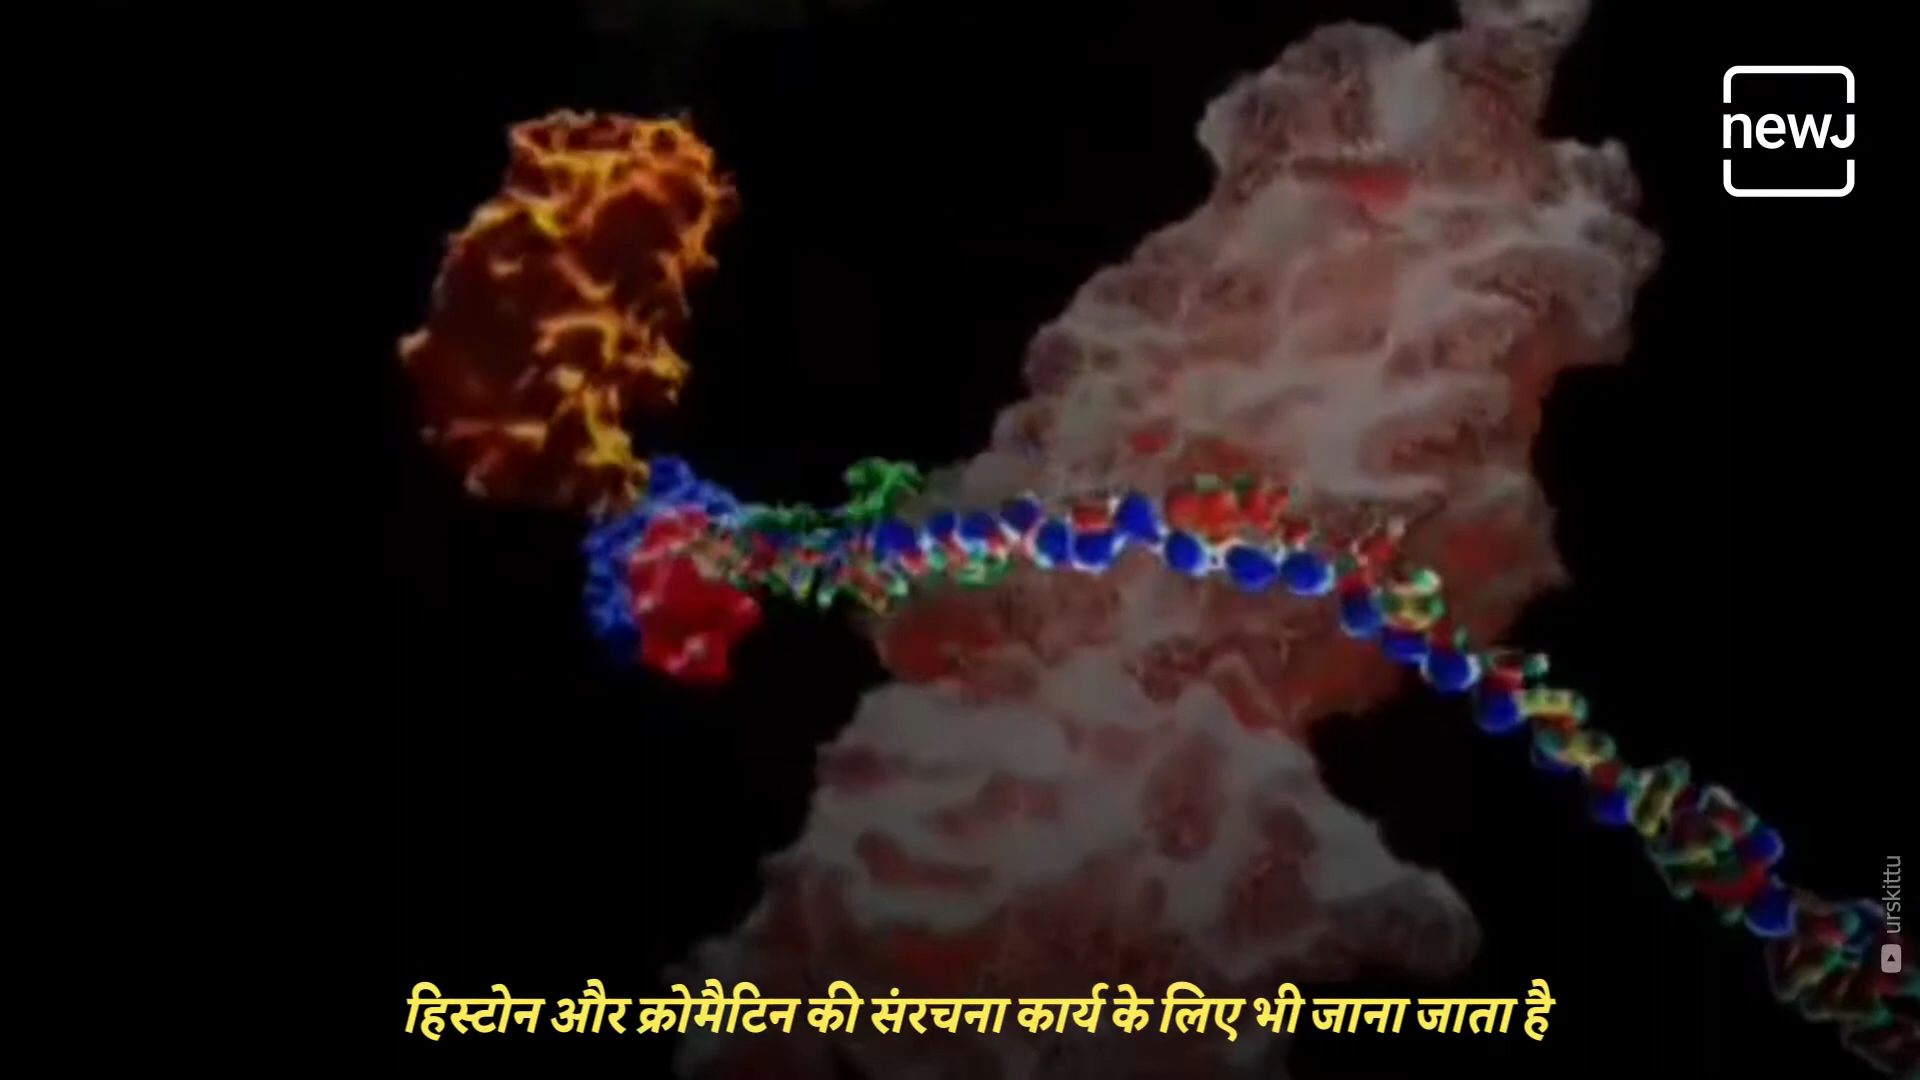 newJ
urskittu
हिस्टोन और क्रोमैटिन की संरचना कार्य के लिए भी जाना जाता है